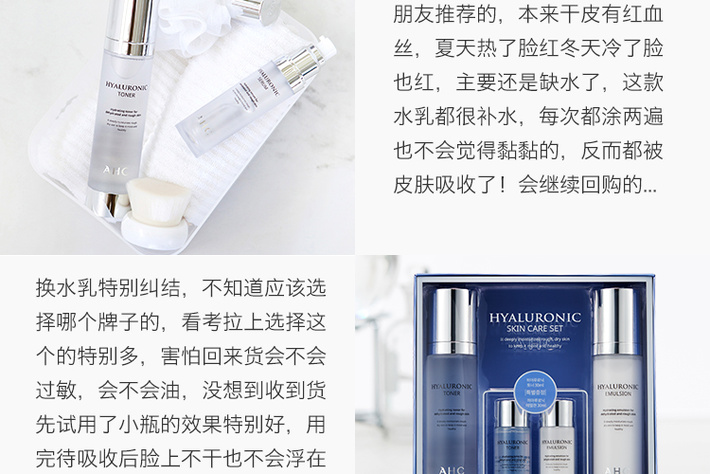 HYALURONIC
TONER
AHC
HYALURONIC
SERUM
朋友推荐的，本来干皮有红血
丝，夏天热了脸红冬天冷了脸
也红，主要还是缺水了，这款
水乳都很补水，每次都涂两遍
也不会觉得黏黏的，反而都被
皮肤吸收了！会继续回购的...
换水乳特别纠结，不知道应该选
择哪个牌子的，看考拉上选择这
个的特别多，害怕回来货会不会
过敏，会不会油，没想到收到货
先试用了小瓶的效果特别好，用
完待吸收后脸上不干也不会浮在
HYALURONIC
SKIN CARE SET
HYALURONIC
TONER
HYALURONIC
EMULSION
HYALURONIC
TONER
HYALURONIC
EMULSION
AHC
AHC